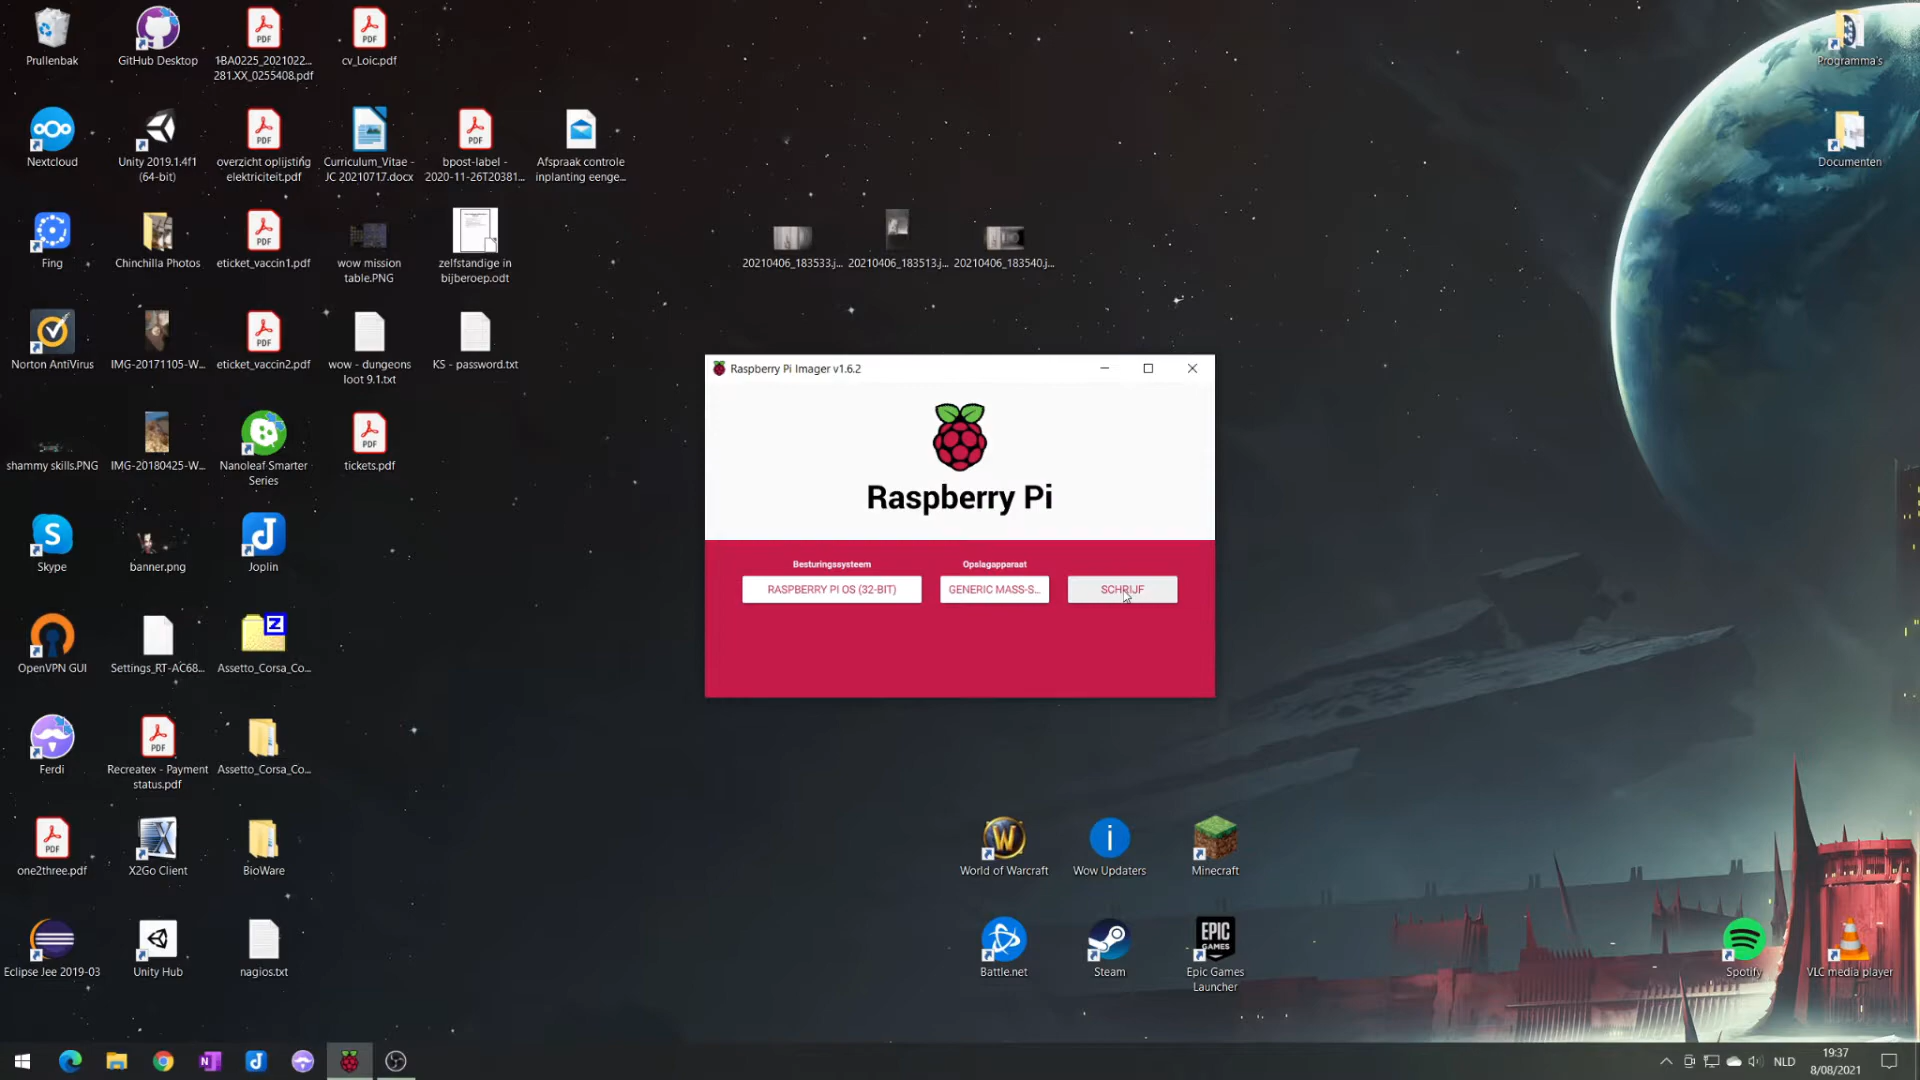 Prullenbak
GitHub Desktop
1BA0225_2021022...
281.XX_0255408.pdf
cv_Loic.pdf
Programma's
Nextcloud
Unity 2019.1.4f1
(64-bit)
overzicht oplijsting
elektriciteit.pdf
Curriculum_Vitae -
JC 20210717.docx
bpost-label -
2020-11-26T20381...
Afspraak controle
inplanting eenge...
Documenten
Fing
Chinchilla Photos
eticket_vaccin1.pdf
wow mission
table.PNG
zelfstandige in
bijberoep.odt
20210406_183533.j...
20210406_183513.j...
20210406_183540.j...
Norton AntiVirus
IMG-20171105-W...
eticket_vaccin2.pdf
wow - dungeons
loot 9.1.txt
KS - password.txt
shammy skills.PNG
IMG-20180425-W...
Nanoleaf Smarter
Series
tickets.pdf
Skype
banner.png
Joplin
OpenVPN GUI
Settings_RT-AC68...
Assetto_Corsa_Co...
Ferdi
Recreatex - Payment
status.pdf
Assetto_Corsa_Co...
one2three.pdf
X2Go Client
BioWare
Eclipse Jee 2019-03
Unity Hub
nagios.txt
Raspberry Pi Imager v1.6.2
Raspberry Pi
Besturingssysteem
Opslagapparaat
RASPBERRY PI OS (32-BIT)
GENERIC MASS-S...
SCHRIJF
World of Warcraft
Wow Updaters
Minecraft
EPIC
GAMES
Battle.net
Steam
Epic Games
Launcher
Spotify
VLC media player
NLD
19:37
8/08/2021